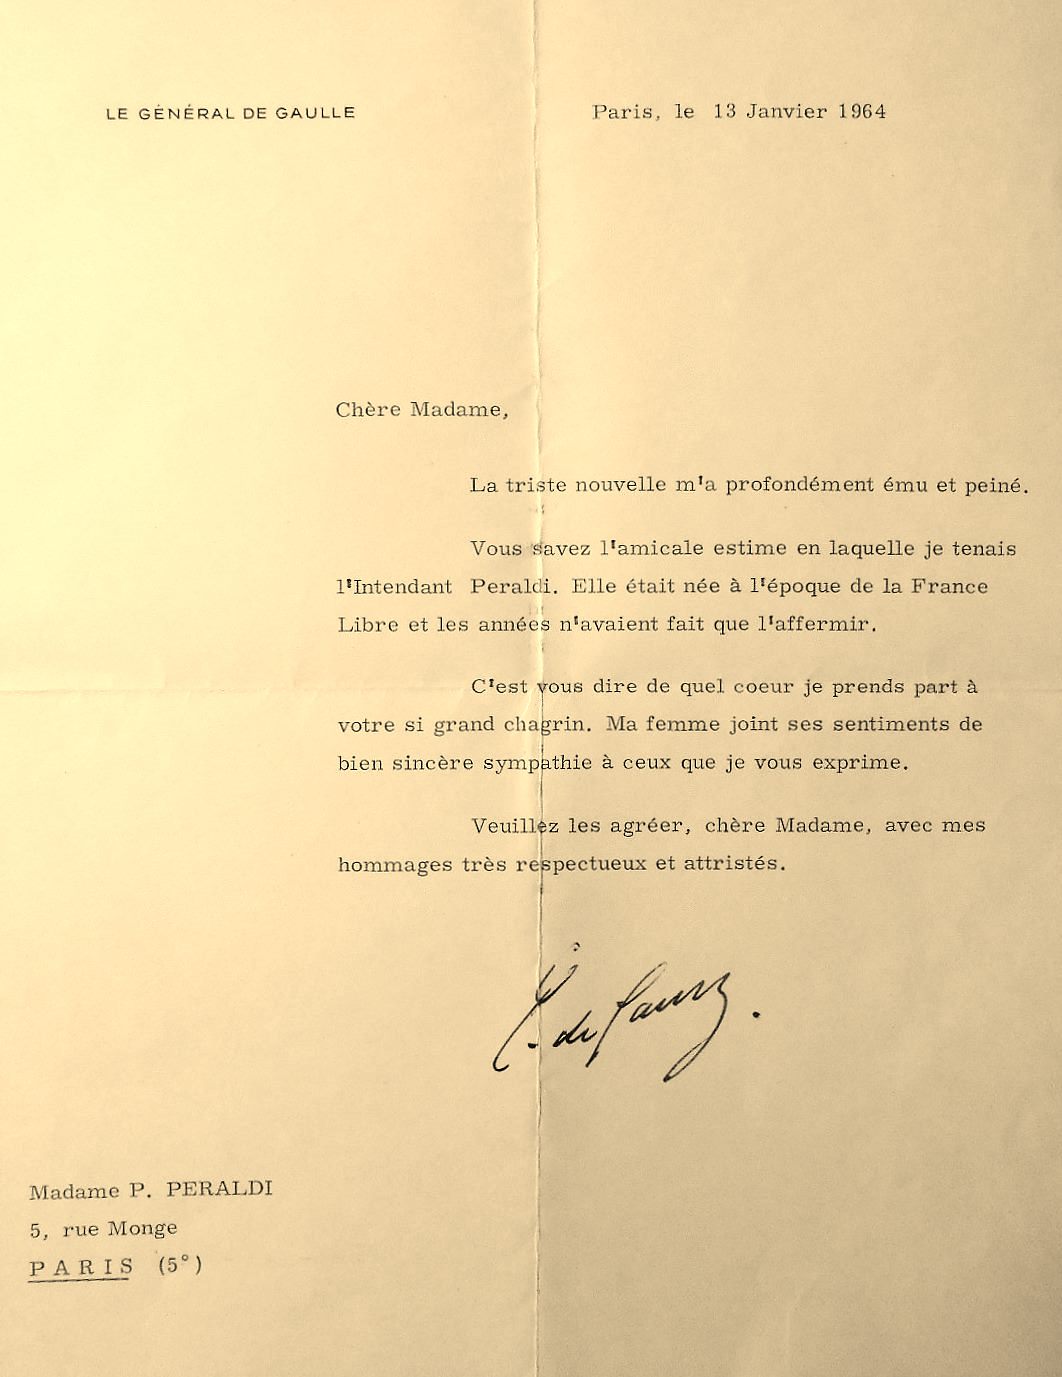 LE GÉNÉRAL DE GAULLE
Paris, le 13 Janvier 1964
Chère Madame,
La triste nouvelle m'a profondément ému et peiné.
Vous savez l'amicale estime en laquelle je tenais
l'Intendant Peraldi. Elle était née à l'époque de la France
Libre et les années n'avaient fait que l'affermir.
C'est vous dire de quel coeur je prends part à
votre si grand chagrin. Ma femme joint ses sentiments de
bien sincère sympathie à ceux que je vous exprime.
Veuillez les agréer, chère Madame, avec mes
hommages très respectueux et attristés.
C. de Gaulle.
Madame P. PERALDI
5, rue Monge
PARIS (5°)